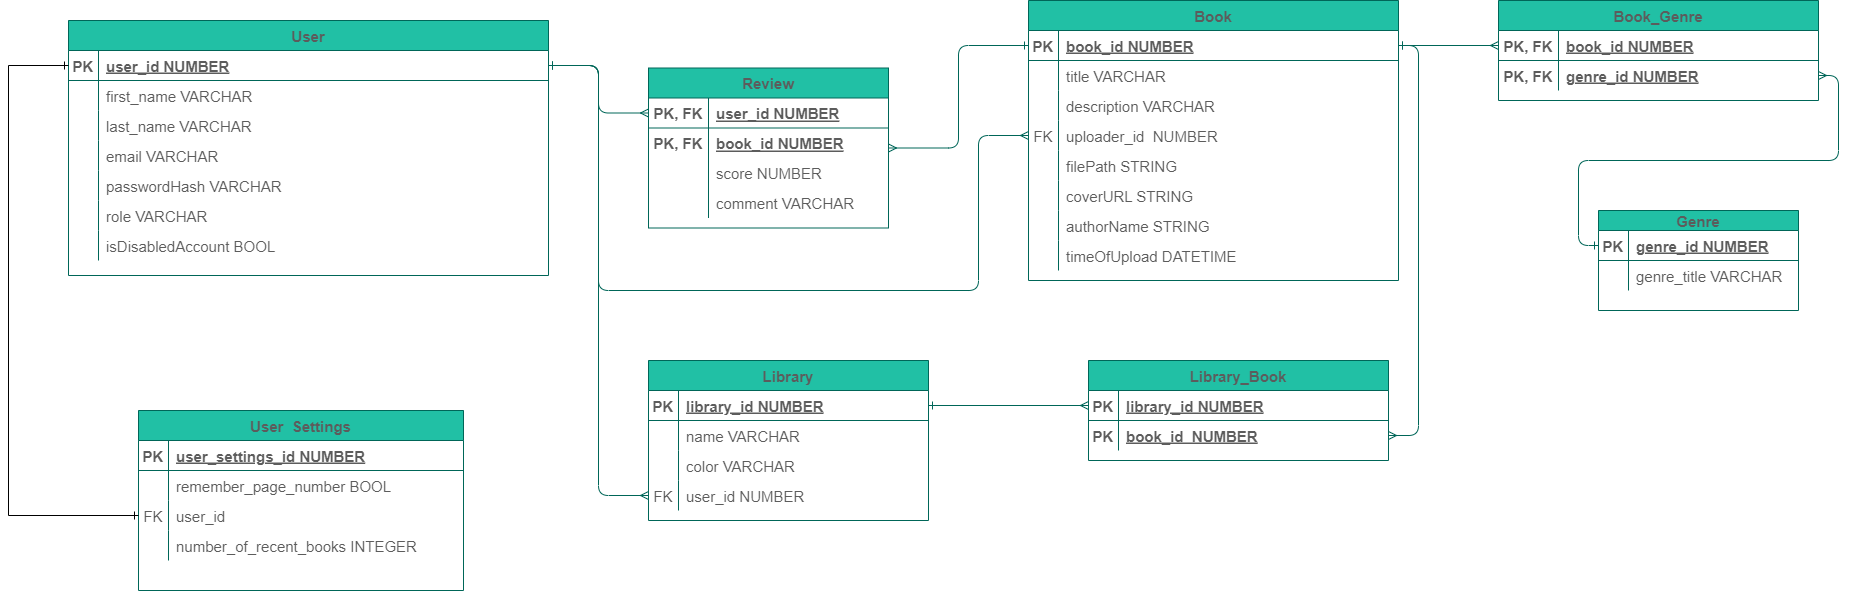 User
PK user_id NUMBER
first_name VARCHAR
last_name VARCHAR
email VARCHAR
passwordHash VARCHAR
role VARCHAR
isDisabledAccount BOOL
Review
PK, FK user_id NUMBER
PK, FK book_id NUMBER
score NUMBER
comment VARCHAR
Book
PK book_id NUMBER
title VARCHAR
description VARCHAR
FK uploader_id NUMBER
filePath STRING
coverURL STRING
authorName STRING
timeOfUpload DATETIME
Book_Genre
PK, FK book_id NUMBER
PK, FK genre_id NUMBER
Genre
PK genre_id NUMBER
genre_title VARCHAR
User_Settings
PK user_settings_id NUMBER
remember_page_number BOOL
FK user_id
number_of_recent_books INTEGER
Library
PK library_id NUMBER
name VARCHAR
color VARCHAR
FK user_id NUMBER
Library_Book
PK library_id NUMBER
PK book_id NUMBER